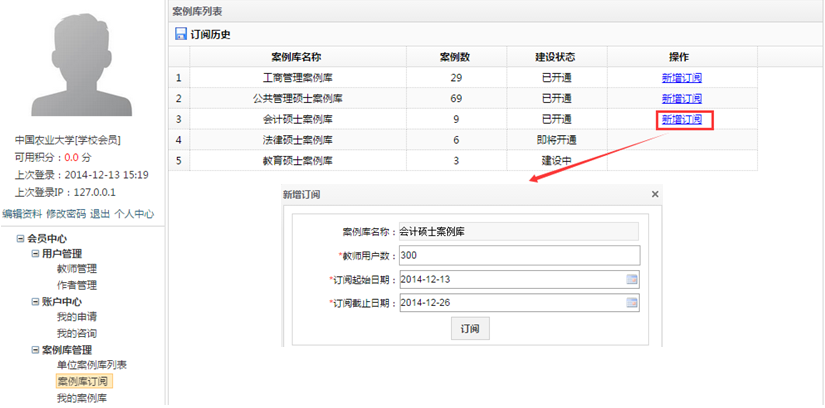 案例库列表
订阅历史
案例库名称 案例数 建设状态 操作
1 工商管理案例库 29 已开通 新增订阅
2 公共管理硕士案例库 69 已开通 新增订阅
3 会计硕士案例库 9 已开通 新增订阅
4 法律硕士案例库 6 即将开通
5 教育硕士案例库 3 建设中
中国农业大学[学校会员]
可用积分：0.0 分
上次登录：2014-12-13 15:19
上次登录IP：127.0.0.1
编辑资料 修改密码 退出 个人中心
会员中心
用户管理
教师管理
作者管理
账户中心
我的申请
我的咨询
案例库管理
单位案例库列表
案例库订阅
我的案例库
新增订阅
案例库名称：会计硕士案例库
*教师用户数：300
*订阅起始日期：2014-12-13
*订阅截止日期：2014-12-26
订阅